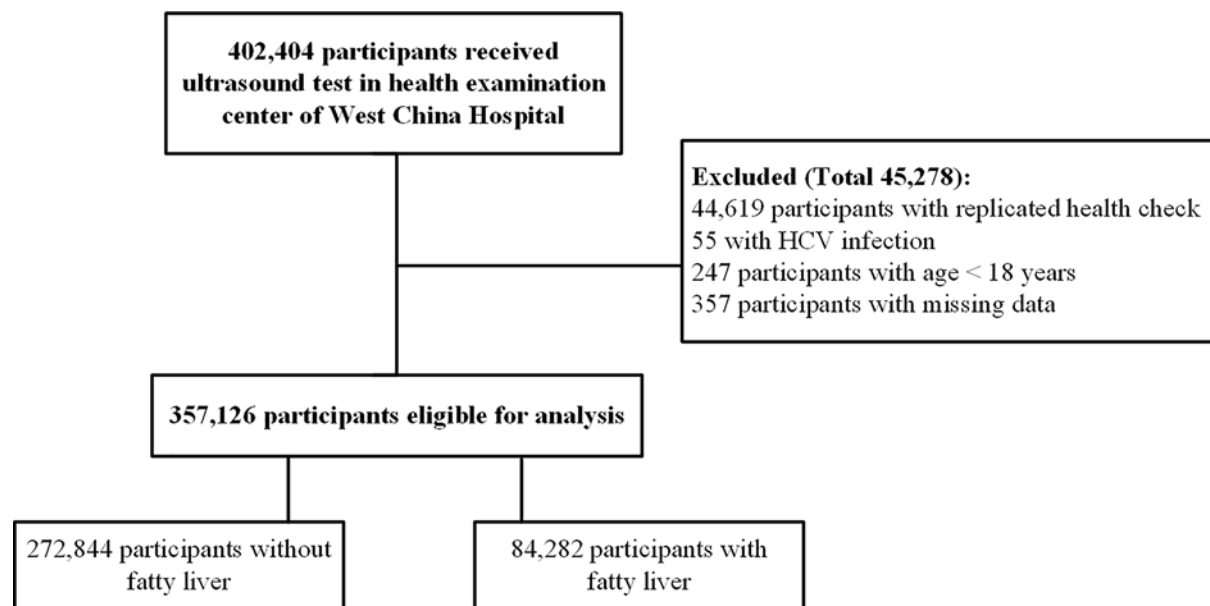 402,404 participants received
ultrasound test in health examination
center of West China Hospital
Excluded (Total 45,278):
44,619 participants with replicated health check
55 with HCV infection
247 participants with age < 18 years
357 participants with missing data
357,126 participants eligible for analysis
272,844 participants without
fatty liver
84,282 participants with
fatty liver